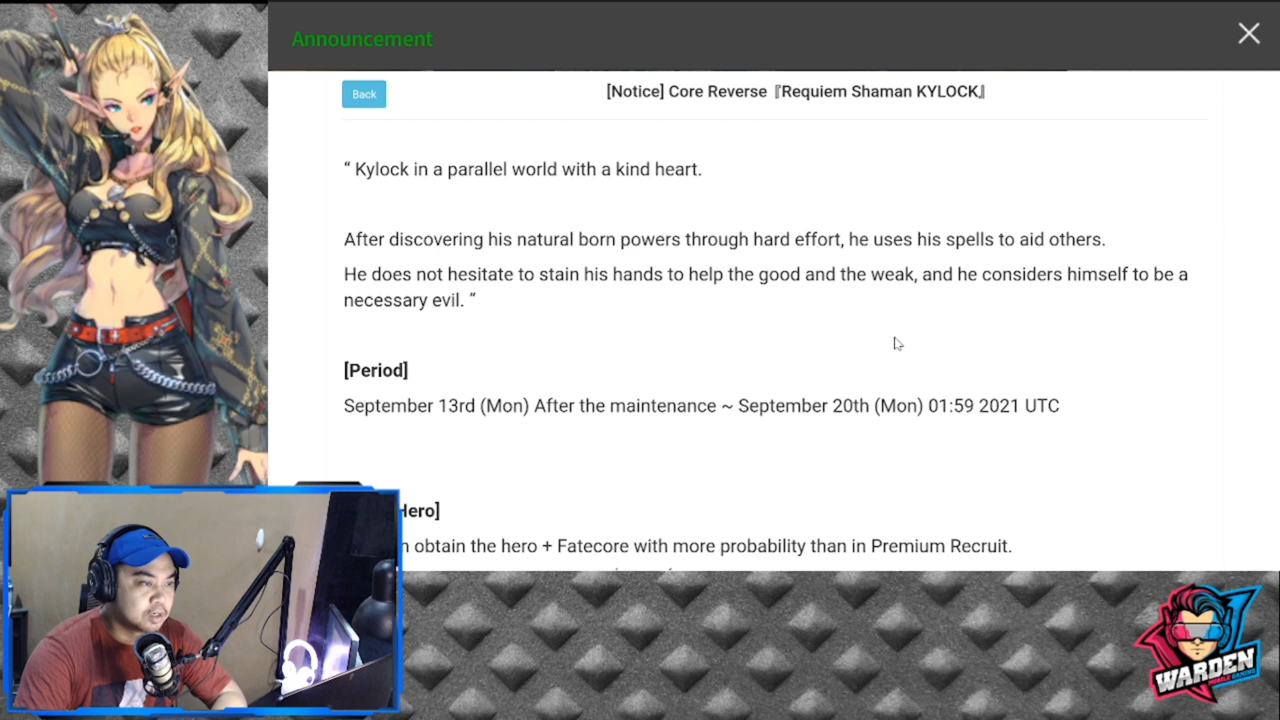 Announcement
Back
[Notice] Core Reverse『Requiem Shaman KYLOCK』
“ Kylock in a parallel world with a kind heart.
After discovering his natural born powers through hard effort, he uses his spells to aid others.
He does not hesitate to stain his hands to help the good and the weak, and he considers himself to be a
necessary evil. ”
[Period]
September 13rd (Mon) After the maintenance ~ September 20th (Mon) 01:59 2021 UTC
Hero]
obtain the hero + Fatecore with more probability than in Premium Recruit.
WARDEN
MOBILE GAMING